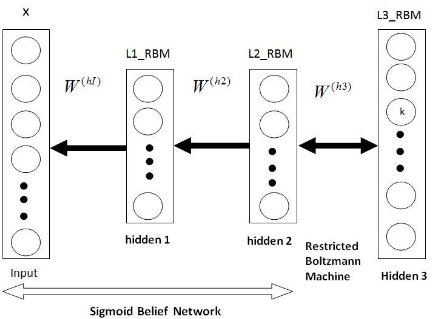 X
L1_RBM
L2_RBM
L3_RBM
W^(hI)
W^(h2)
W^(h3)
k
hidden 1
hidden 2
Restricted
Boltzmann
Machine
Hidden 3
Input
Sigmoid Belief Network